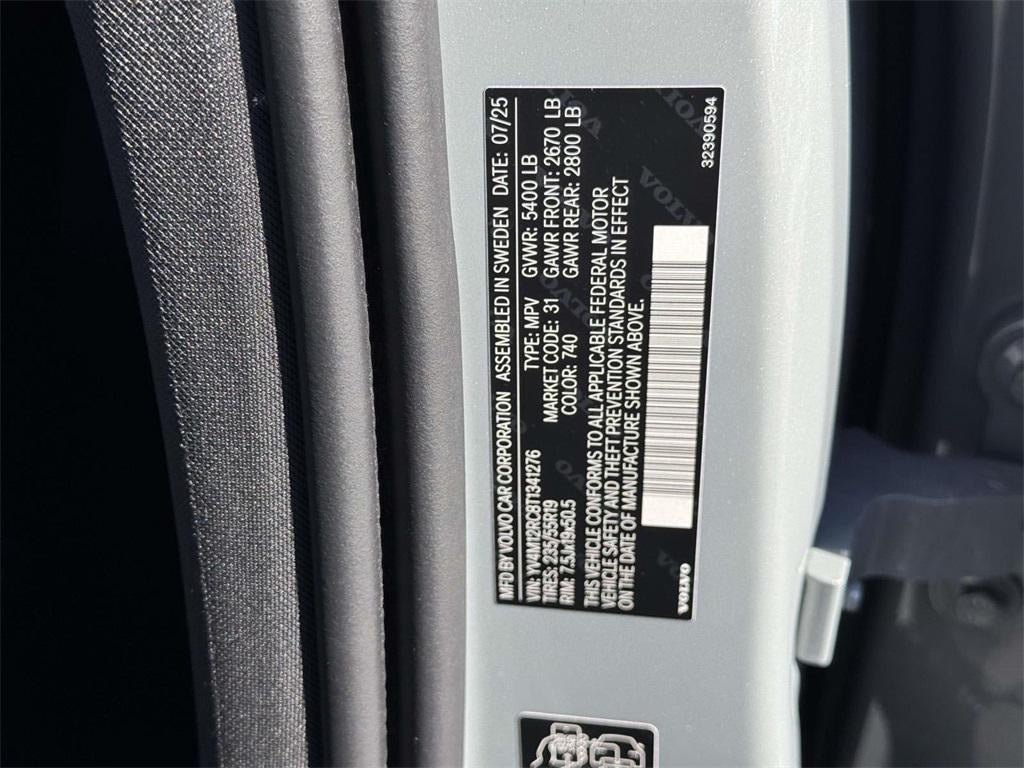 MFD BY VOLVO CAR CORPORATION ASSEMBLED IN SWEDEN DATE: 07/25
VIN: YV4M12RC8T1341276 TYPE: MPV GVWR: 5400 LB
TIRES: 235/55R19 MARKET CODE: 31 GAWR FRONT: 2670 LB
RIM: 7.5Jx19x50.5 COLOR: 740 GAWR REAR: 2800 LB
THIS VEHICLE CONFORMS TO ALL APPLICABLE FEDERAL MOTOR
VEHICLE SAFETY AND THEFT PREVENTION STANDARDS IN EFFECT
ON THE DATE OF MANUFACTURE SHOWN ABOVE.
VOLVO 32390594